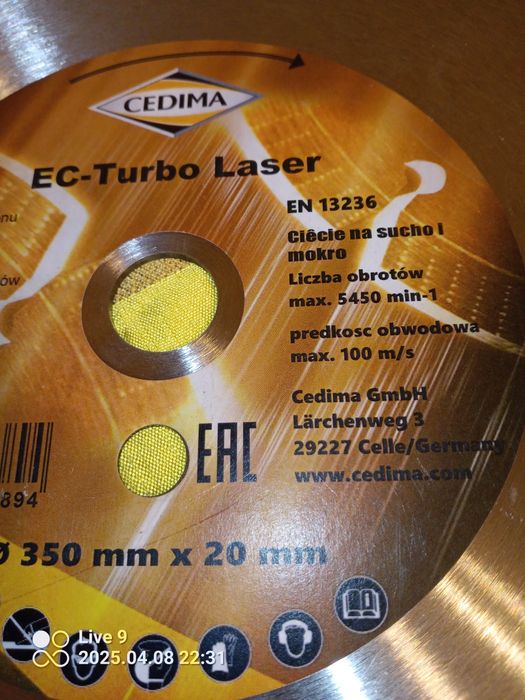 CEDIMA
EC-Turbo Laser
EN 13236
Ciêcie na sucho i
mokro
Liczba obrotów
max. 5450 min-1
predkosc obwodowa
max. 100 m/s
Cedima GmbH
Lärchenweg 3
29227 Celle/Germany
www.cedima.com
EAC
894
Ø 350 mm x 20 mm
Live 9
2025.04.08 22:31